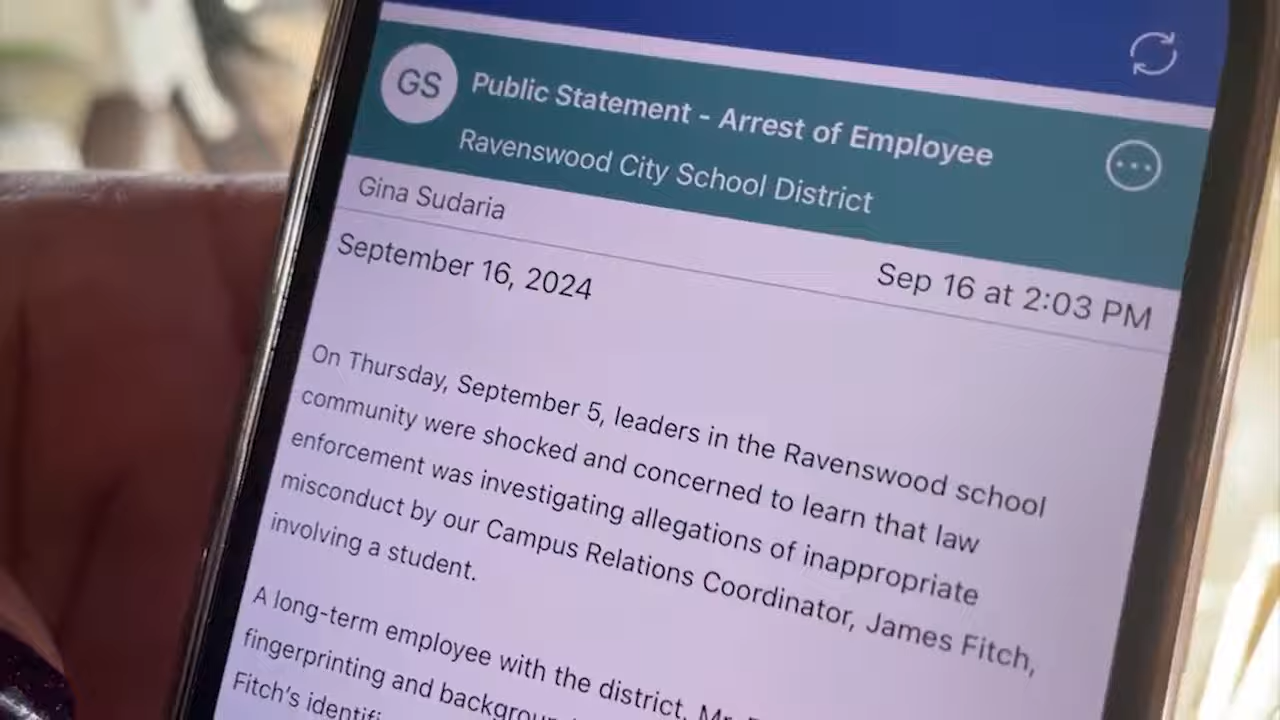 GS
Public Statement - Arrest of Employee
Ravenswood City School District
Gina Sudaria
Sep 16 at 2:03 PM
September 16, 2024
On Thursday, September 5, leaders in the Ravenswood school
community were shocked and concerned to learn that law
enforcement was investigating allegations of inappropriate
misconduct by our Campus Relations Coordinator, James Fitch,
involving a student.
A long-term employee with the district, Mr.
fingerprinting and
Fitch's